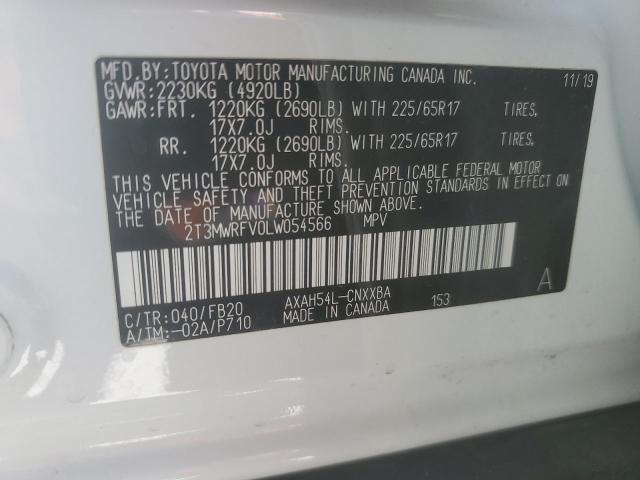 MFD.BY:TOYOTA MOTOR MANUFACTURING CANADA INC. 11/19
GVWR:2230KG (4920LB)
GAWR:FRT. 1220KG (2690LB) WITH 225/65R17 TIRES,
17X7.0J RIMS.
RR. 1220KG (2690LB) WITH 225/65R17 TIRES,
17X7.0J RIMS.
THIS VEHICLE CONFORMS TO ALL APPLICABLE FEDERAL MOTOR
VEHICLE SAFETY AND THEFT PREVENTION STANDARDS IN EFFECT ON
THE DATE OF MANUFACTURE SHOWN ABOVE.
2T3MWRFV0LW054566 MPV
C/TR:040/FB20 AXAH54L-CNXXBA 153 A
A/TM:-02A/P710 MADE IN CANADA